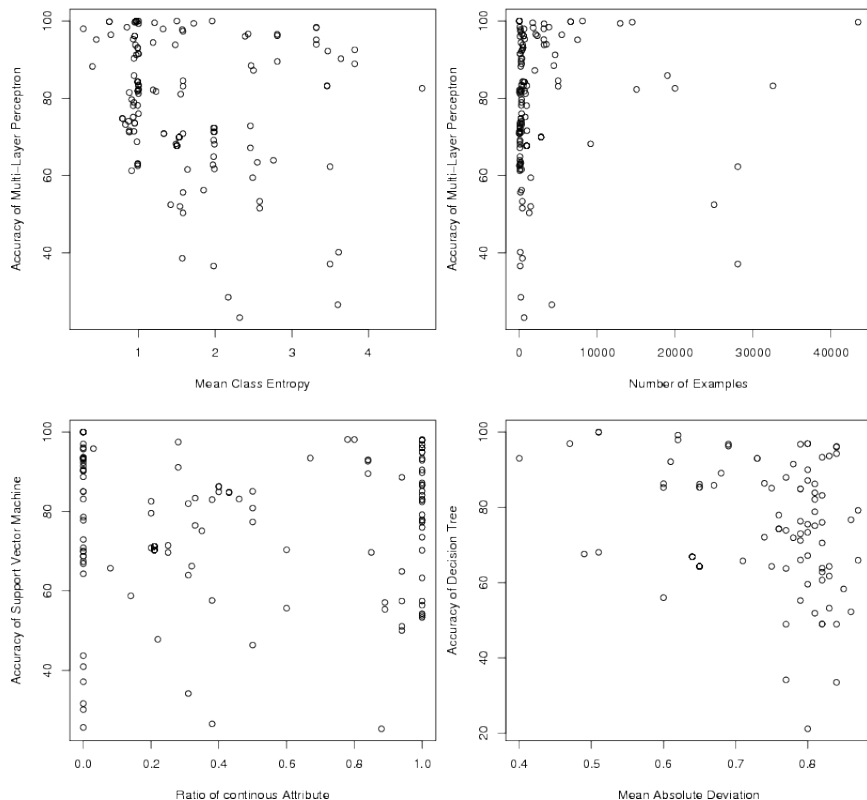 100
80
60
40
Accuracy of Multi-Layer Perceptron
1 2 3 4
Mean Class Entropy
100
80
60
40
Accuracy of Multi-Layer Perceptron
0 10000 20000 30000 40000
Number of Examples
100
80
60
40
Accuracy of Support Vector Machine
0.0 0.2 0.4 0.6 0.8 1.0
Ratio of continous Attribute
100
80
60
40
20
Accuracy of Decision Tree
0.4 0.5 0.6 0.7 0.8
Mean Absolute Deviation